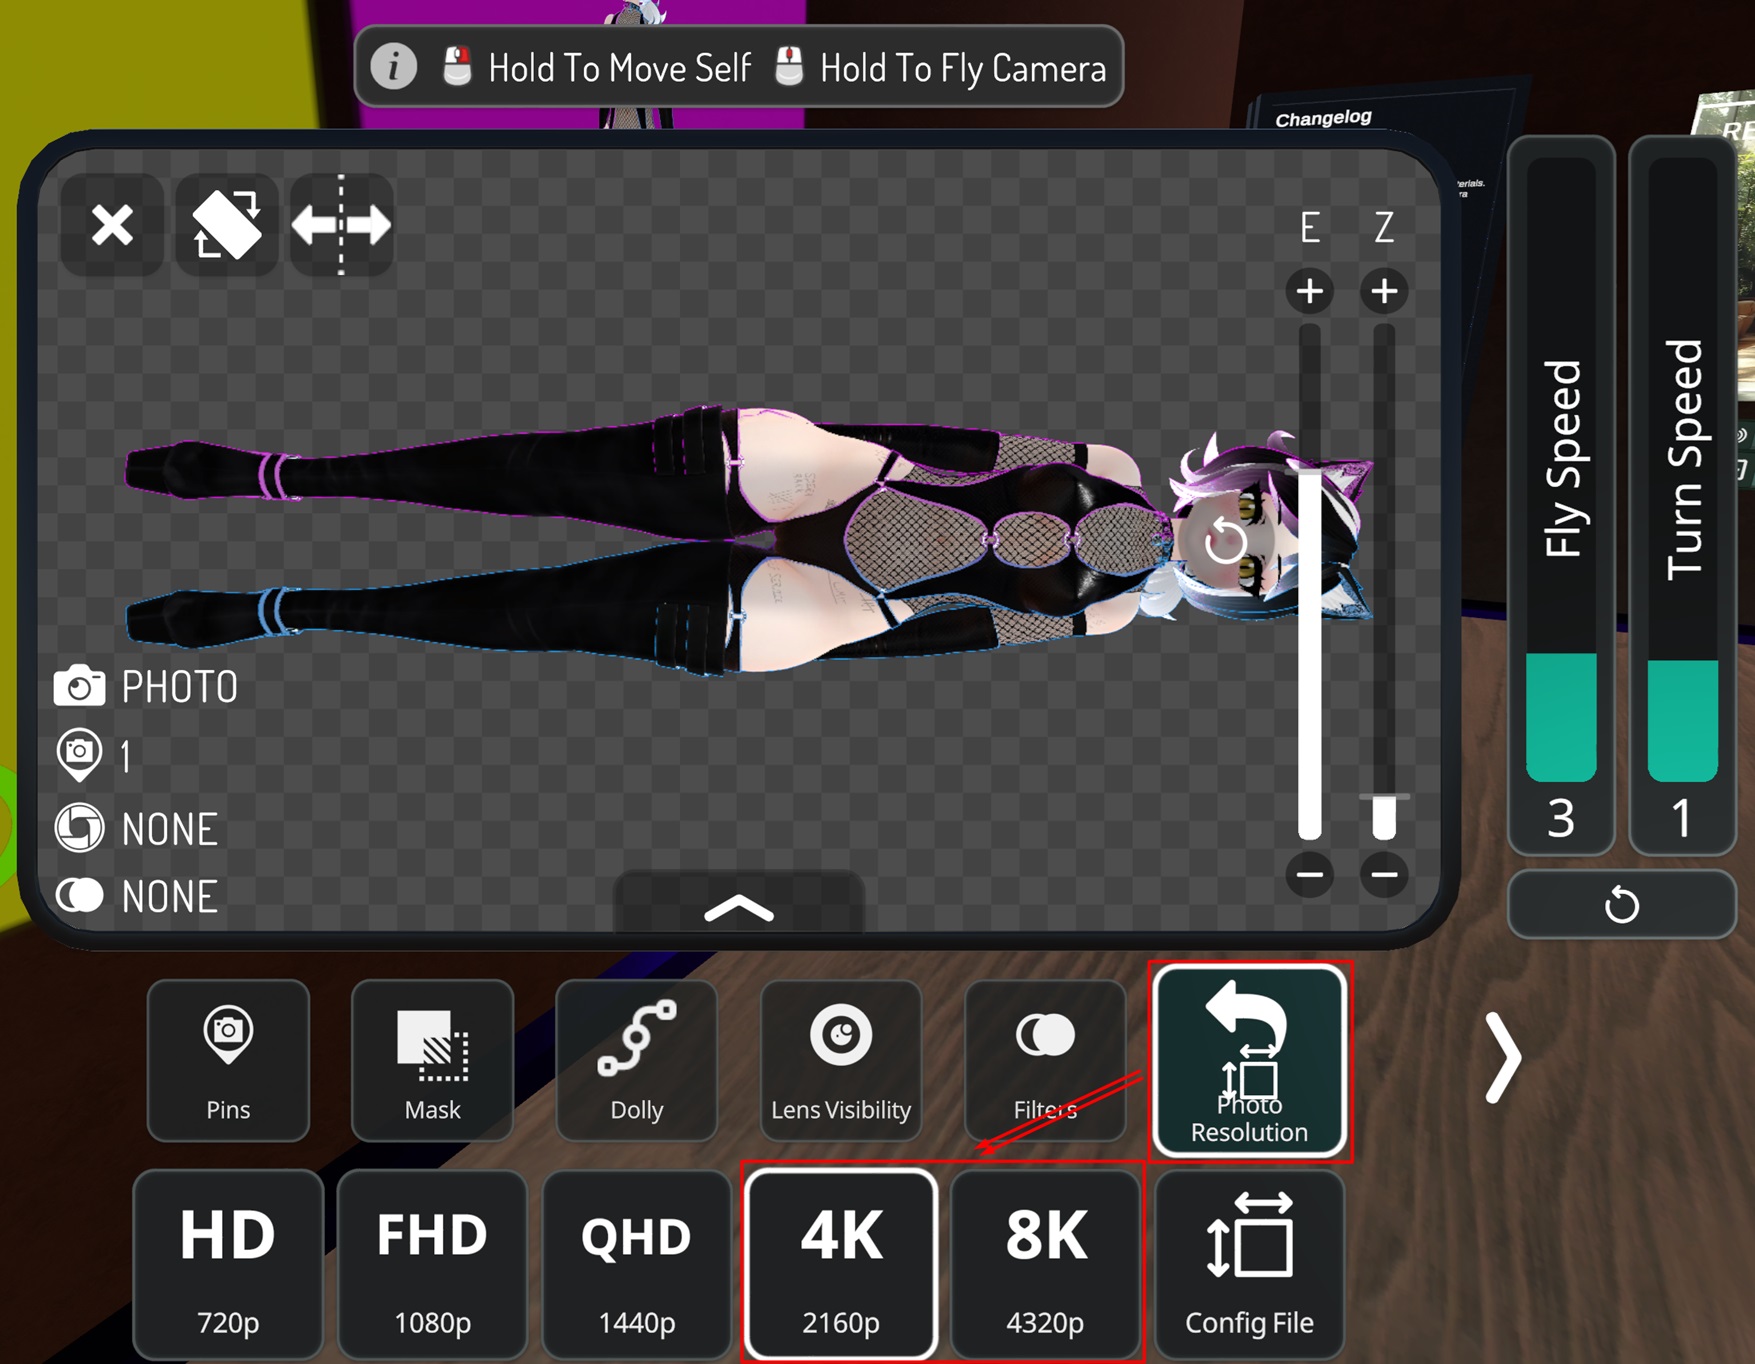 Hold To Move Self Hold To Fly Camera
Changelog
RE
E Z
PHOTO
1
NONE
NONE
Fly Speed
3
Turn Speed
1
Pins
Mask
Dolly
Lens Visibility
Filters
Photo
Resolution
HD
720p
FHD
1080p
QHD
1440p
4K
2160p
8K
4320p
Config File